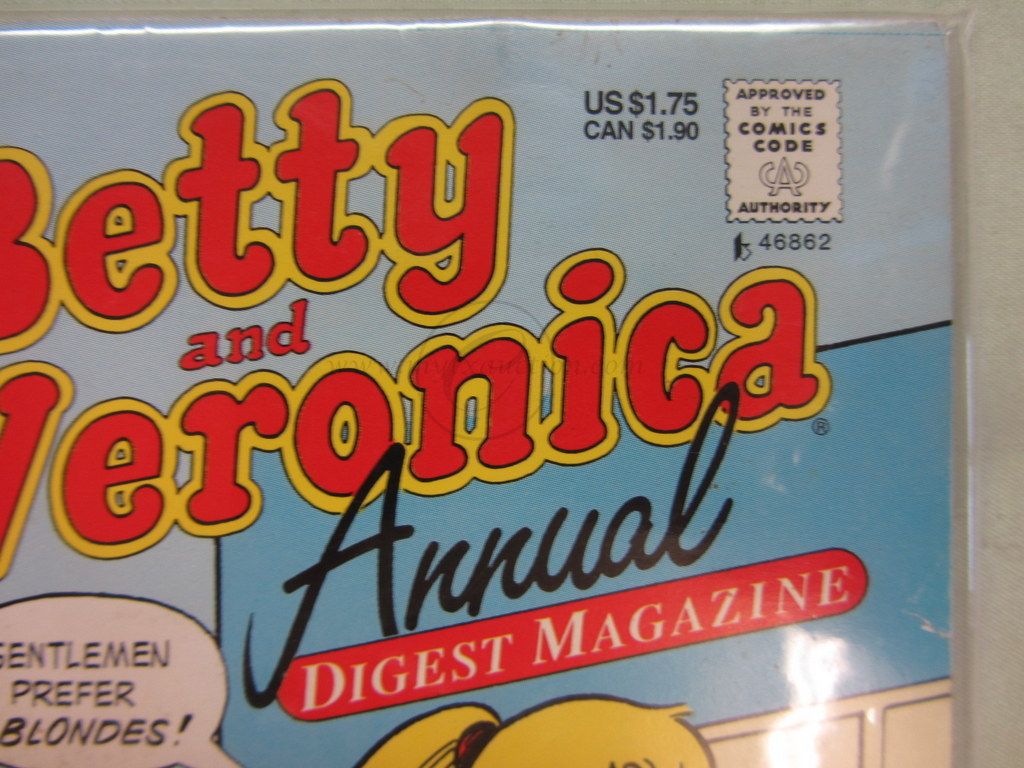 US $1.75
CAN $1.90
APPROVED
BY THE
COMICS
CODE
AUTHORITY
46862
Betty
and
Veronica®
Annual
DIGEST MAGAZINE
GENTLEMEN
PREFER
BLONDES!